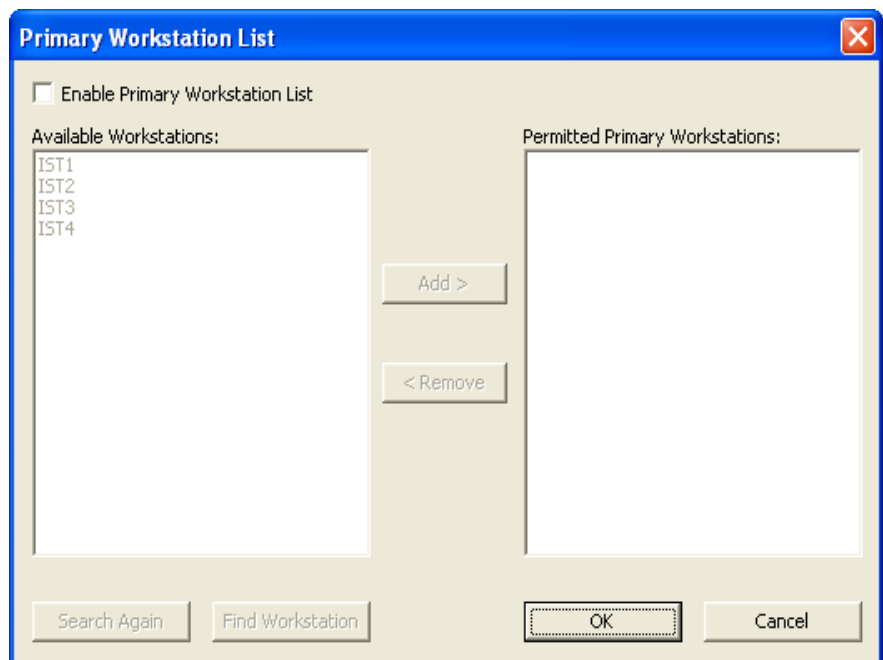 Primary Workstation List
Enable Primary Workstation List
Available Workstations:
Permitted Primary Workstations:
IST1
IST2
IST3
IST4
Add >
< Remove
Search Again
Find Workstation
OK
Cancel